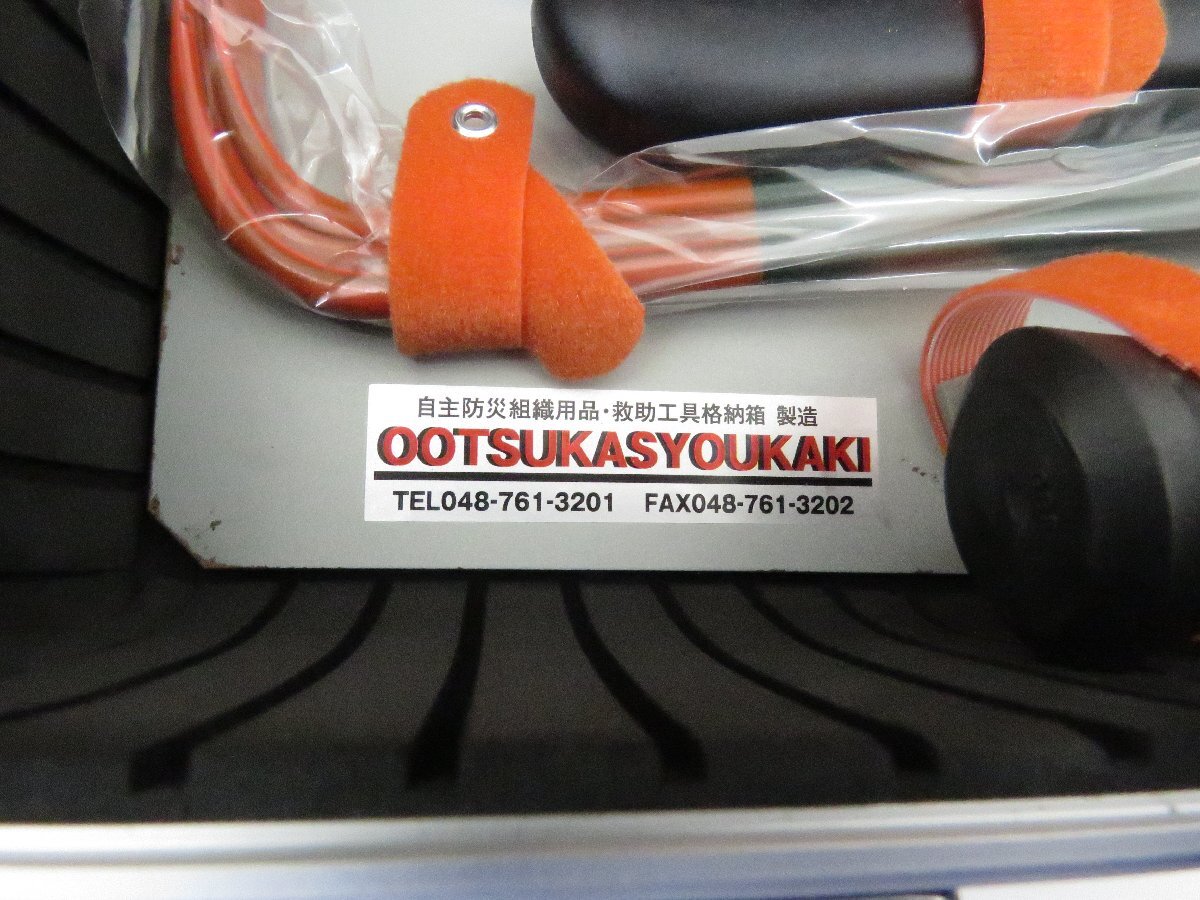 自主防災組織用品・救助工具格納箱 製造
OOTSUKASYOUKAKI
TEL048-761-3201 FAX048-761-3202